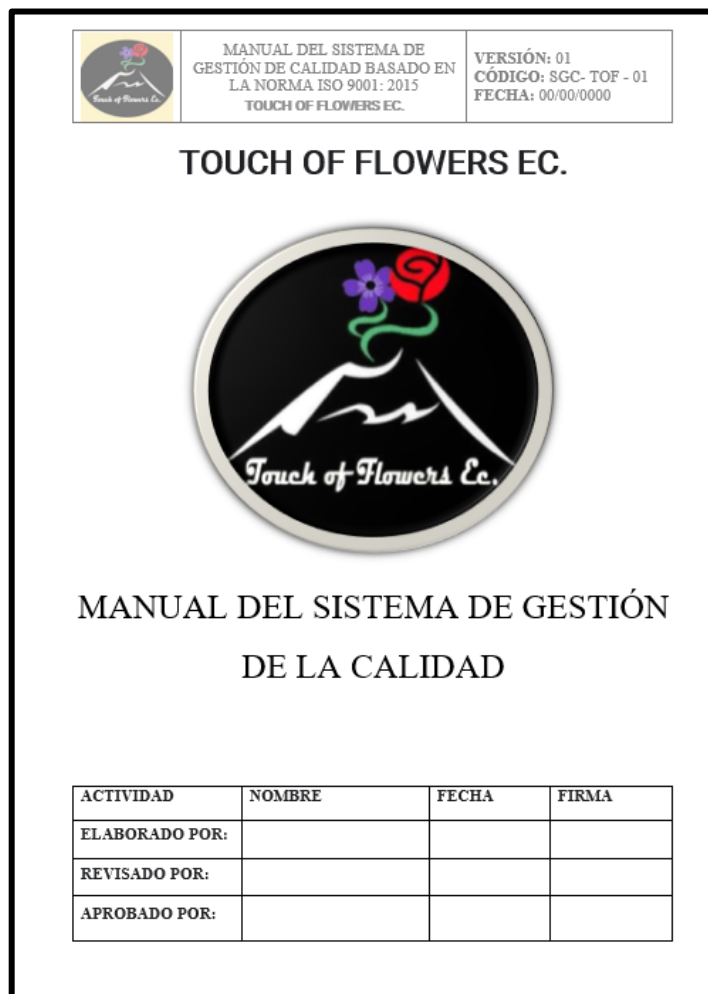 Touch of Flowers Ec.
MANUAL DEL SISTEMA DE
GESTIÓN DE CALIDAD BASADO EN
LA NORMA ISO 9001: 2015
TOUCH OF FLOWERS EC.
VERSIÓN: 01
CÓDIGO: SGC- TOF - 01
FECHA: 00/00/0000
TOUCH OF FLOWERS EC.
Touch of Flowers Ec.
MANUAL DEL SISTEMA DE GESTIÓN
DE LA CALIDAD
ACTIVIDAD NOMBRE FECHA FIRMA
ELABORADO POR:
REVISADO POR:
APROBADO POR: